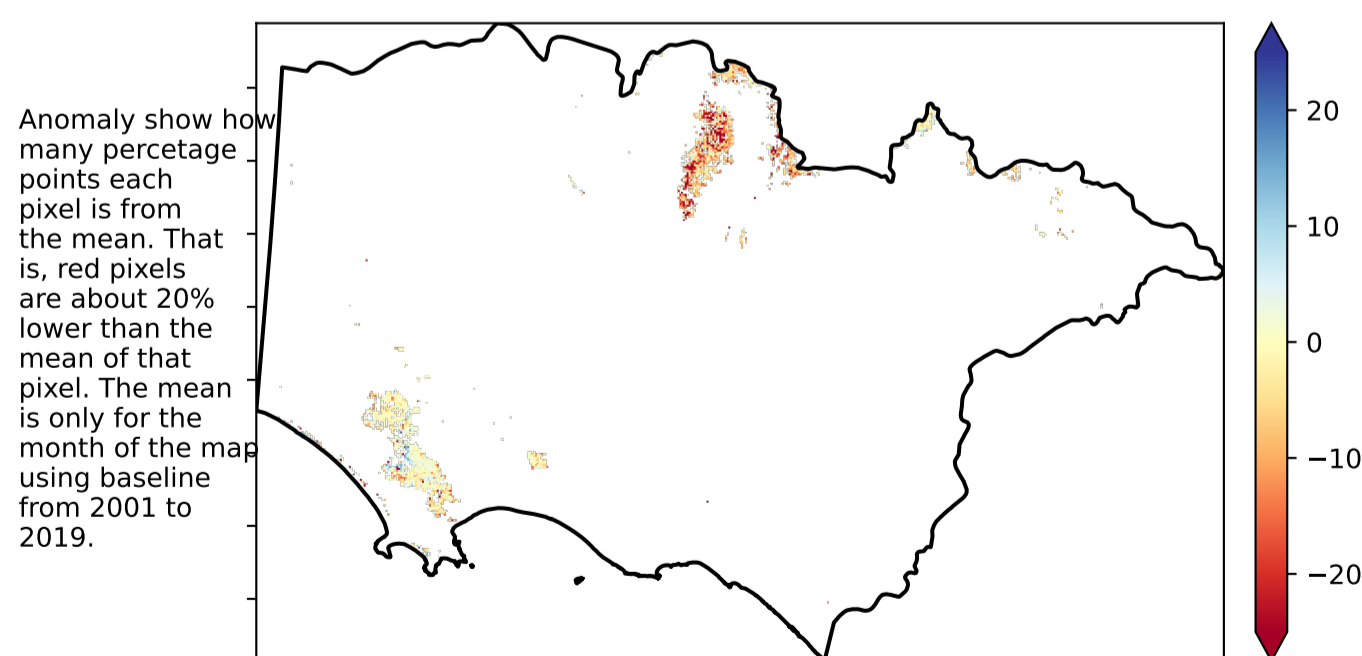 Anomaly show how
many percetage
points each
pixel is from
the mean. That
is, red pixels
are about 20%
lower than the
mean of that
pixel. The mean
is only for the
month of the map
using baseline
from 2001 to
2019.
20
10
0
−10
−20